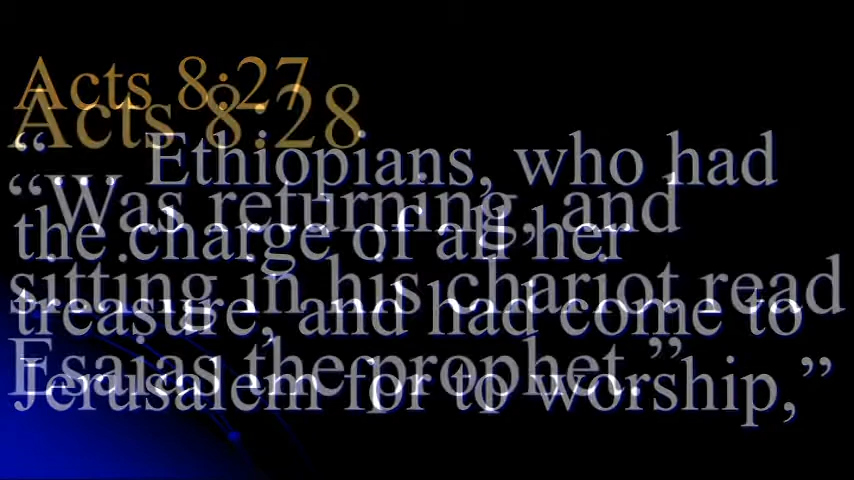 Acts 8:27
“... Ethiopians, who had
the charge of all her
treasure, and had come to
Jerusalem for to worship,”
Acts 8:28
“Was returning, and
sitting in his chariot read
Esaias the prophet.”